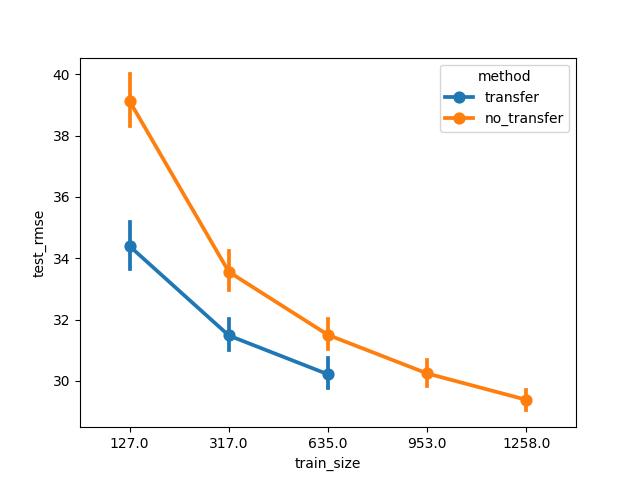 method
transfer
no_transfer
test_rmse
40
38
36
34
32
30
127.0 317.0 635.0 953.0 1258.0
train_size